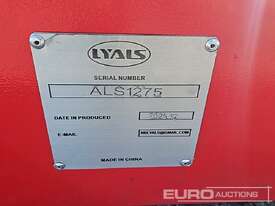 LYALS
SERIAL NUMBER
ALS1275
DATE IN PRODUCED
E-MAIL
MADE IN CHINA
EURO AUCTIONS